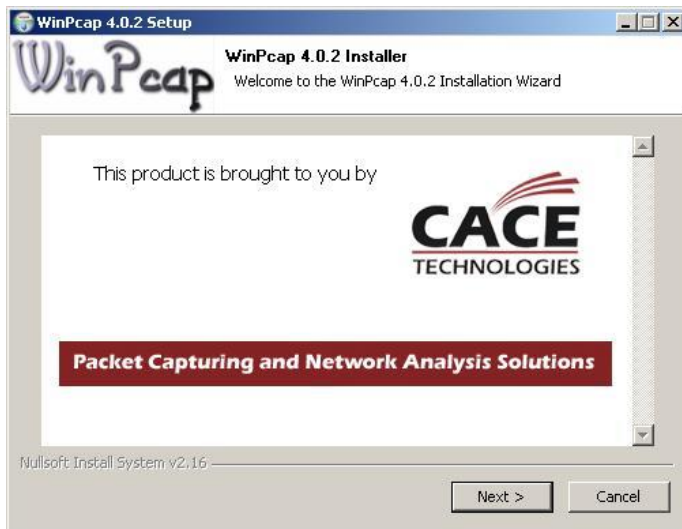 WinPcap 4.0.2 Setup
WinPcap
WinPcap 4.0.2 Installer
Welcome to the WinPcap 4.0.2 Installation Wizard
This product is brought to you by
CACE
TECHNOLOGIES
Packet Capturing and Network Analysis Solutions
Nullsoft Install System v2.16
Next >
Cancel